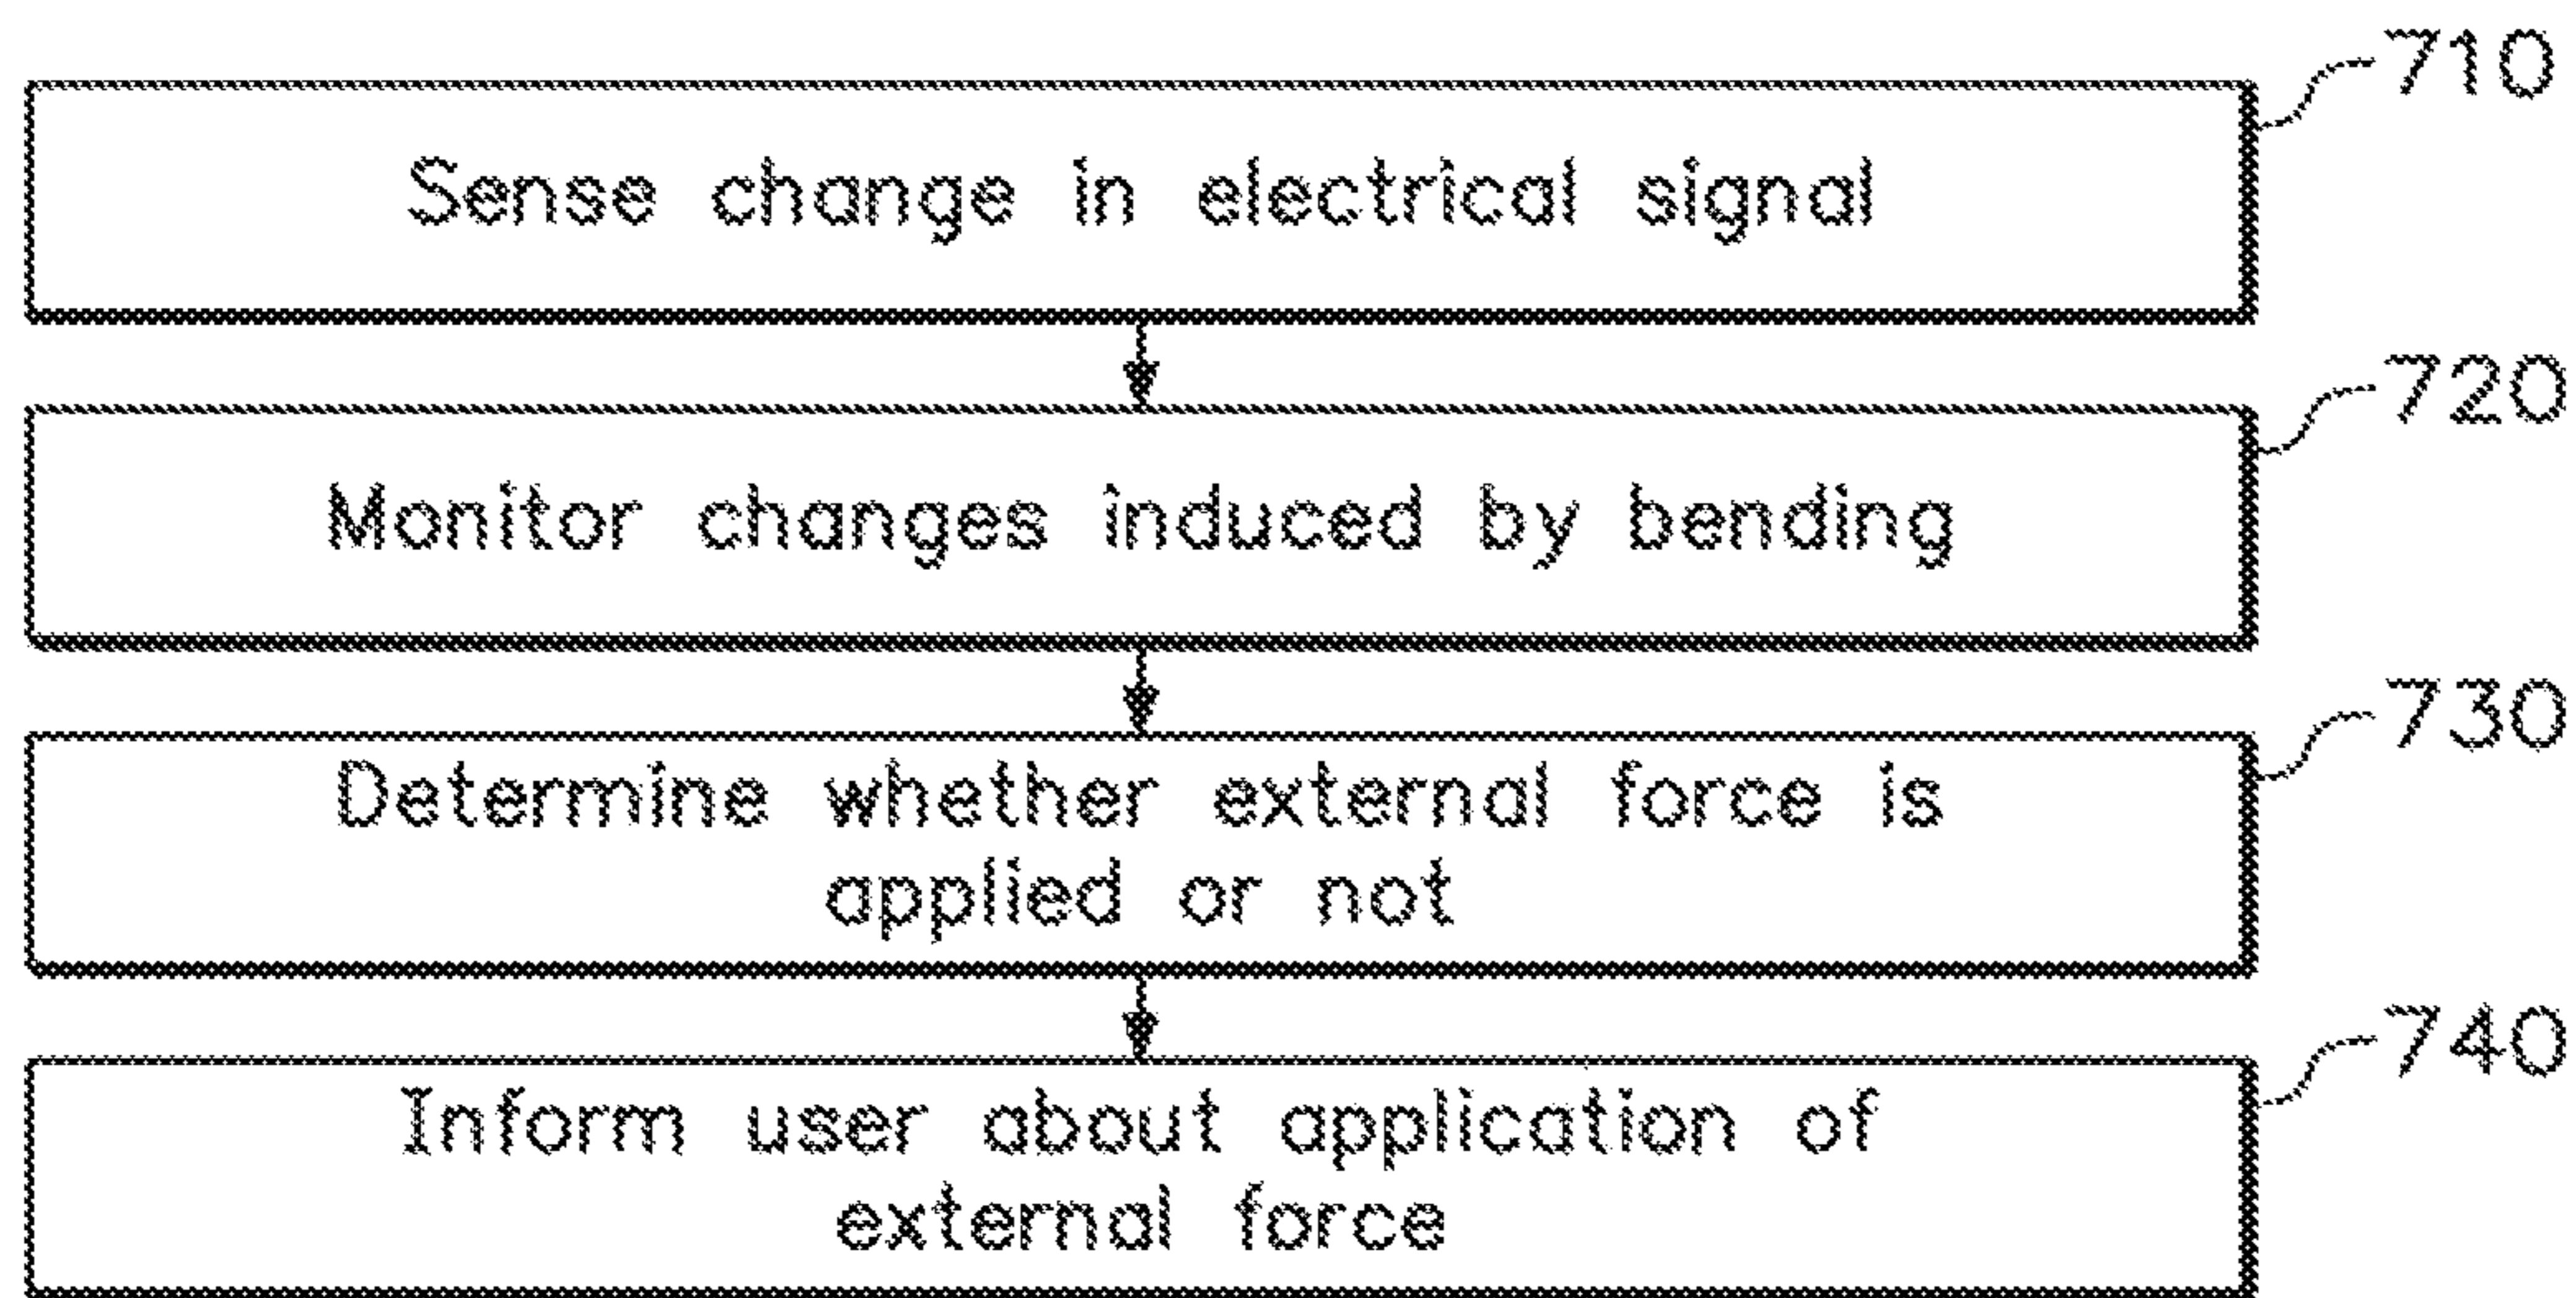 710
Sense change in electrical signal
720
Monitor changes induced by bending
730
Determine whether external force is
applied or not
740
Inform user about application of
external force